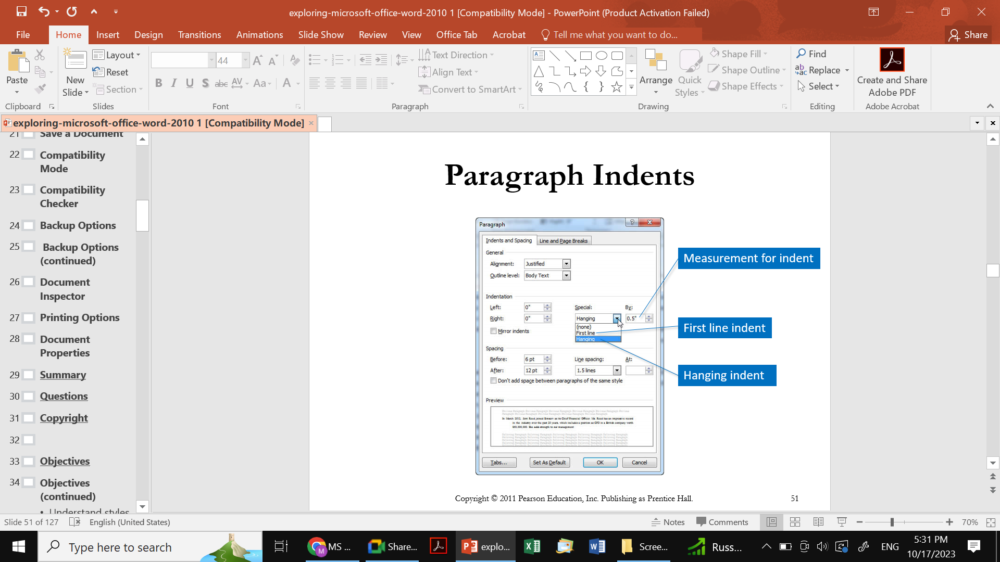 exploring-microsoft-office-word-2010 1 [Compatibility Mode] - PowerPoint (Product Activation Failed)
File Home Insert Design Transitions Animations Slide Show Review View Office Tab Acrobat Tell me what you want to do... Share
Paste
Clipboard
New Slide
Layout
Reset
Section
Slides
44
B I U S abc AV Aa A
Font
Text Direction
Align Text
Convert to SmartArt
Paragraph
Arrange
Quick Styles
Shape Fill
Shape Outline
Shape Effects
Drawing
Find
Replace
Select
Editing
Create and Share
Adobe PDF
Adobe Acrobat
exploring-microsoft-office-word-2010 1 [Compatibility Mode]
21 Save a Document
22 Compatibility
Mode
23 Compatibility
Checker
24 Backup Options
25 Backup Options
(continued)
26 Document
Inspector
27 Printing Options
28 Document
Properties
29 Summary
30 Questions
31 Copyright
32
33 Objectives
34 Objectives
(continued)
• Understand styles
Paragraph Indents
Paragraph
Indents and Spacing Line and Page Breaks
General
Alignment: Justified
Outline level: Body Text
Indentation
Left: 0" Special: By:
Right: 0" Hanging 0.5"
(none)
Mirror indents First line
Hanging
Spacing
Before: 6 pt Line spacing: At:
After: 12 pt 1.5 lines
Don't add space between paragraphs of the same style
Preview
Tabs... Set As Default OK Cancel
Measurement for indent
First line indent
Hanging indent
Copyright © 2011 Pearson Education, Inc. Publishing as Prentice Hall. 51
Slide 51 of 127 English (United States) Notes Comments 70%
Type here to search MS ... Share... explo... Scree... Russ... ENG 5:31 PM
10/17/2023